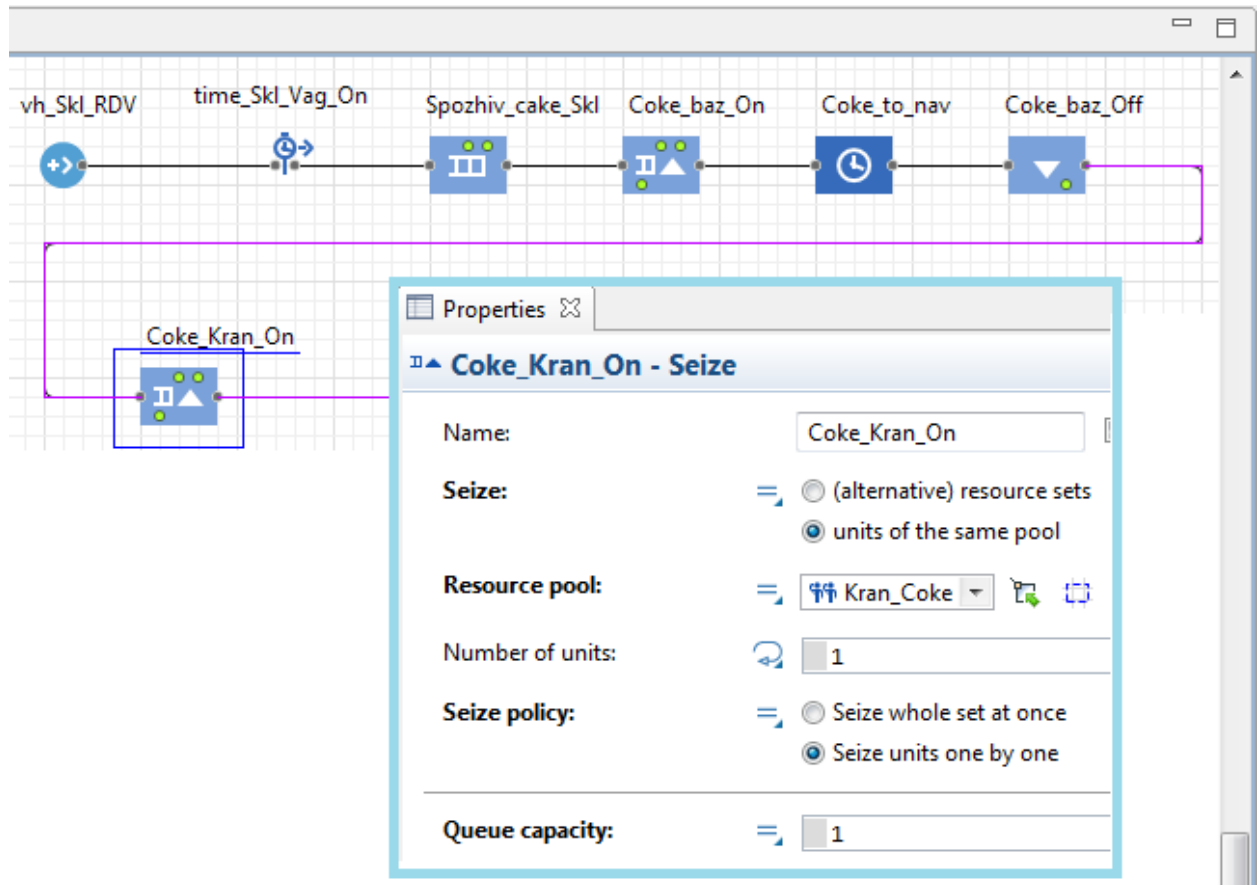 vh_Skl_RDV
time_Skl_Vag_On
Spozhiv_cake_Skl
Coke_baz_On
Coke_to_nav
Coke_baz_Off
Coke_Kran_On
Properties
Coke_Kran_On - Seize
Name: Coke_Kran_On
Seize: (alternative) resource sets
units of the same pool
Resource pool: Kran_Coke
Number of units: 1
Seize policy: Seize whole set at once
Seize units one by one
Queue capacity: 1